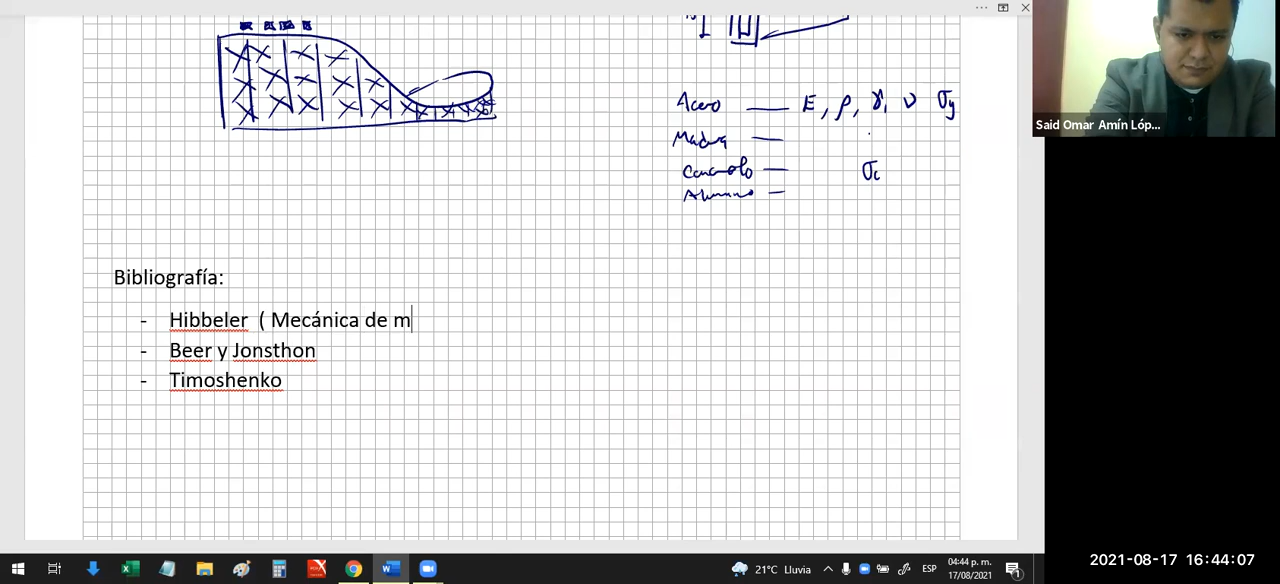 Said Omar Amín Lóp...
Acero — E, ρ, γ, ν σy
Madera —
Concreto — σc
Aluminio —
Bibliografía:
- Hibbeler ( Mecánica de m
- Beer y Jonsthon
- Timoshenko
21°C Lluvia
ESP
04:44 p. m.
17/08/2021
2021-08-17 16:44:07